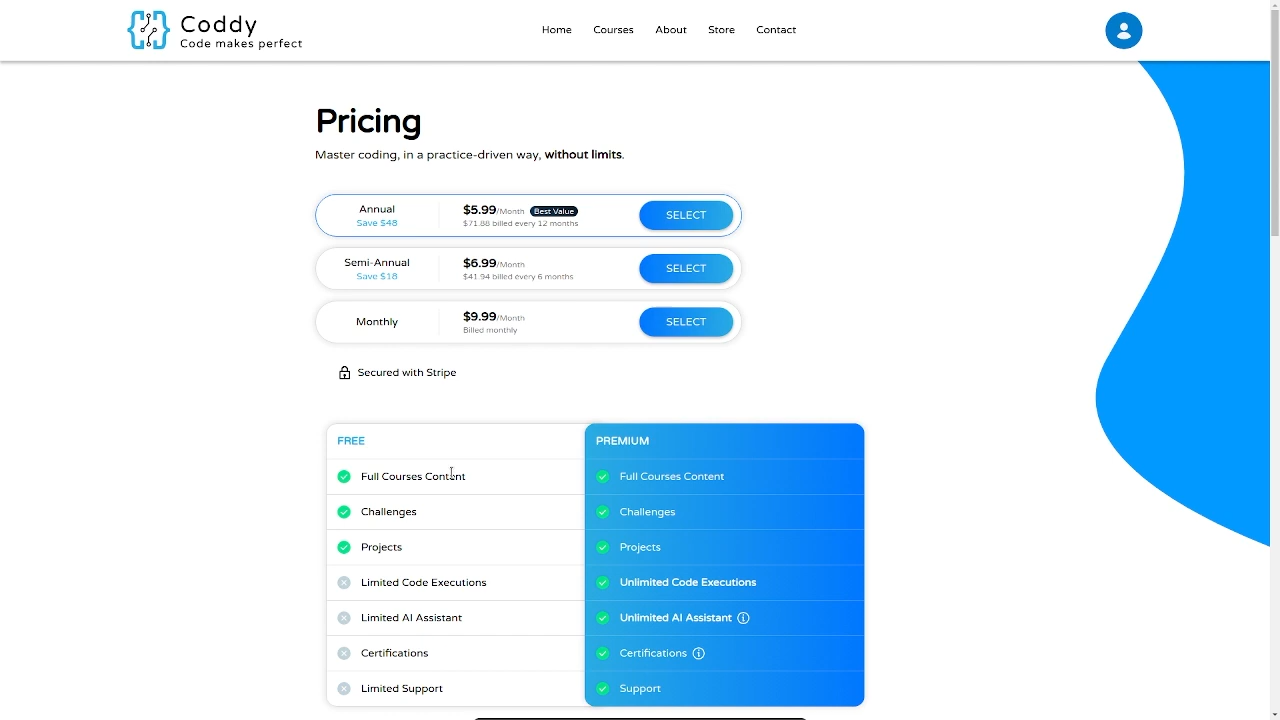 Coddy
Code makes perfect
Home Courses About Store Contact
Pricing
Master coding, in a practice-driven way, without limits.
Annual
Save $48
$5.99/Month Best Value
$71.88 billed every 12 months
SELECT
Semi-Annual
Save $18
$6.99/Month
$41.94 billed every 6 months
SELECT
Monthly
$9.99/Month
Billed monthly
SELECT
Secured with Stripe
FREE
Full Courses Content
Challenges
Projects
Limited Code Executions
Limited AI Assistant
Certifications
Limited Support
PREMIUM
Full Courses Content
Challenges
Projects
Unlimited Code Executions
Unlimited AI Assistant
Certifications
Support